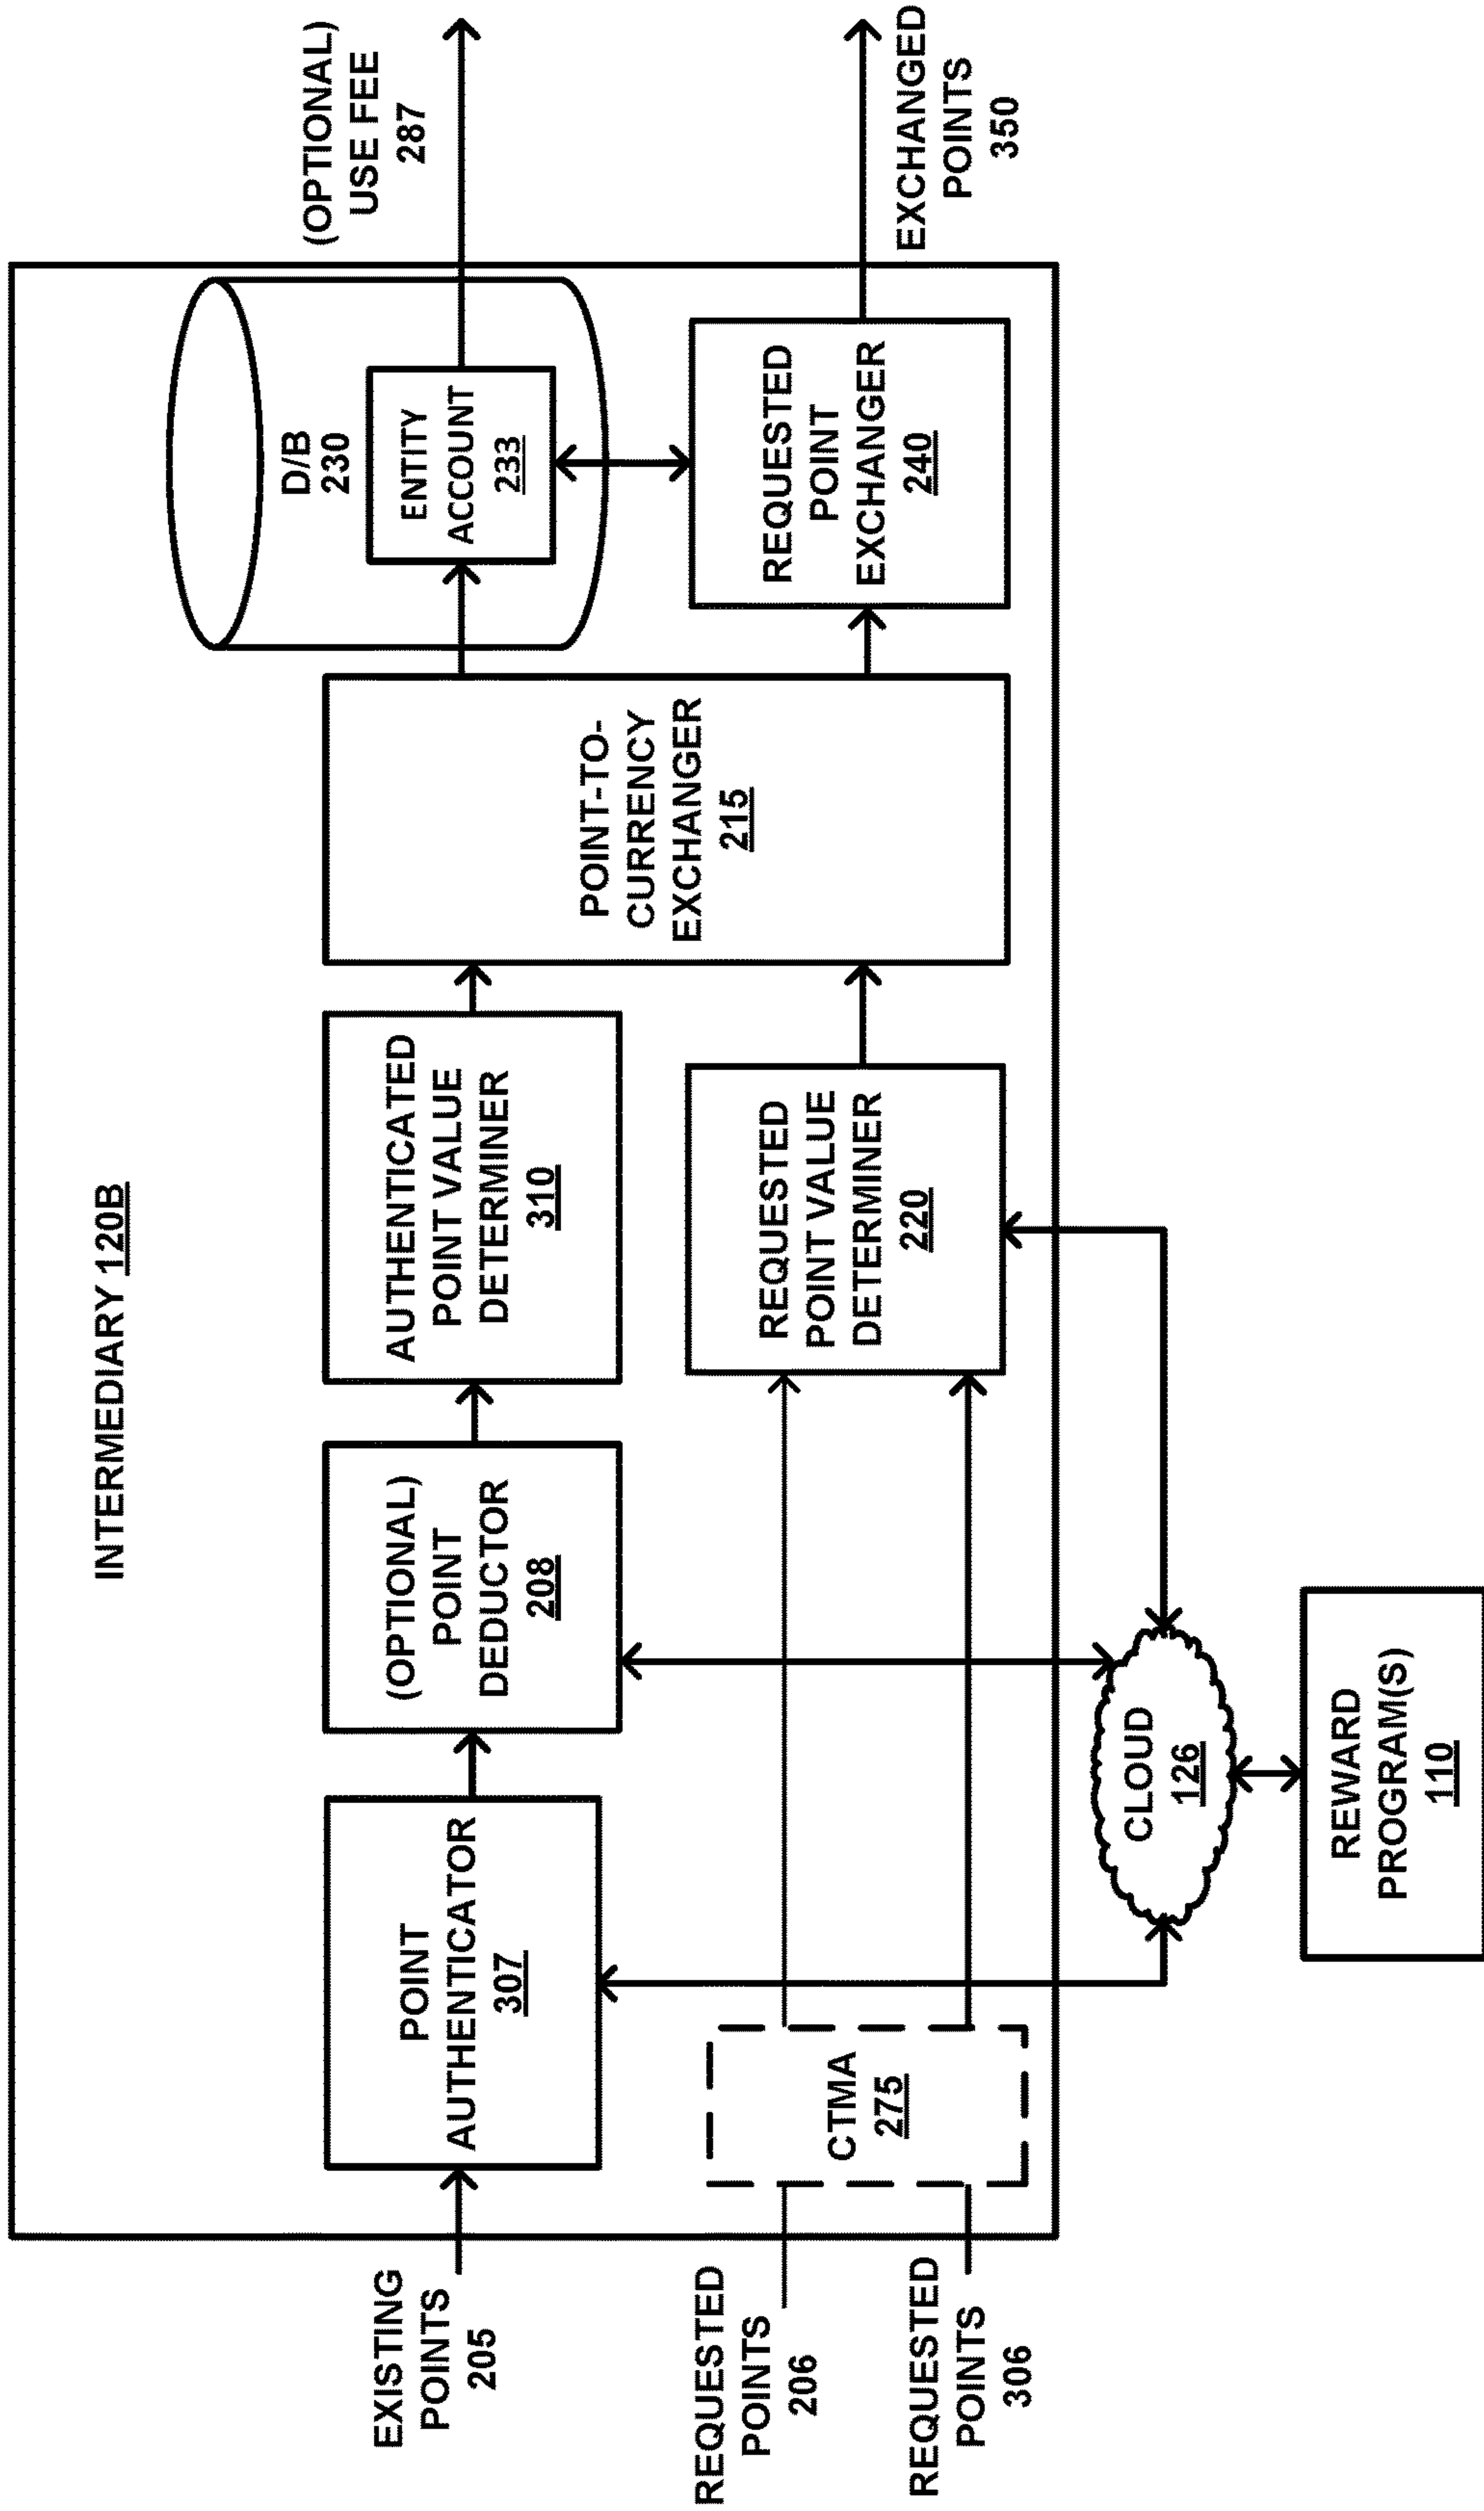 INTERMEDIARY 120B
EXISTING
POINTS
205
POINT
AUTHENTICATOR
307
(OPTIONAL)
POINT
DEDUCTOR
208
AUTHENTICATED
POINT VALUE
DETERMINER
310
POINT-TO-
CURRENCY
EXCHANGER
215
D/B
230
ENTITY
ACCOUNT
233
(OPTIONAL)
USE FEE
287
REQUESTED
POINTS
206
REQUESTED
POINTS
306
CTMA
275
REQUESTED
POINT VALUE
DETERMINER
220
REQUESTED
POINT
EXCHANGER
240
EXCHANGED
POINTS
350
CLOUD
126
REWARD
PROGRAM(S)
110